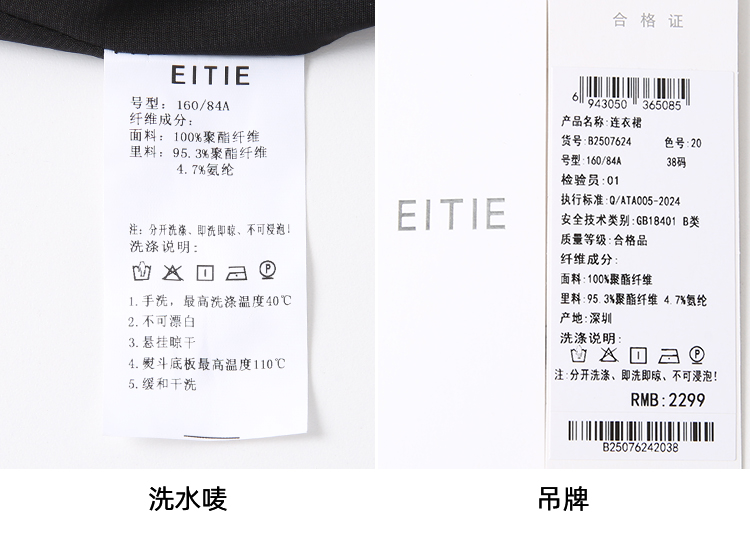 EITIE
号型: 160/84A
纤维成分:
面料: 100%聚酯纤维
里料: 95.3%聚酯纤维
4.7%氨纶
注: 分开洗涤、即洗即晾、不可浸泡!
洗涤说明:
1.手洗, 最高洗涤温度40℃
2.不可漂白
3.悬挂晾干
4.熨斗底板最高温度110℃
5.缓和干洗
洗水唛
EITIE
合格证
6 943050 365085
产品名称:连衣裙
货号:B2507624 色号:20
号型:160/84A 38码
检验员:01
执行标准:Q/ATA005-2024
安全技术类别:GB18401 B类
质量等级:合格品
纤维成分:
面料:100%聚酯纤维
里料:95.3%聚酯纤维 4.7%氨纶
产地:深圳
洗涤说明:
注:分开洗涤、即洗即晾、不可浸泡!
RMB:2299
B25076242038
吊牌